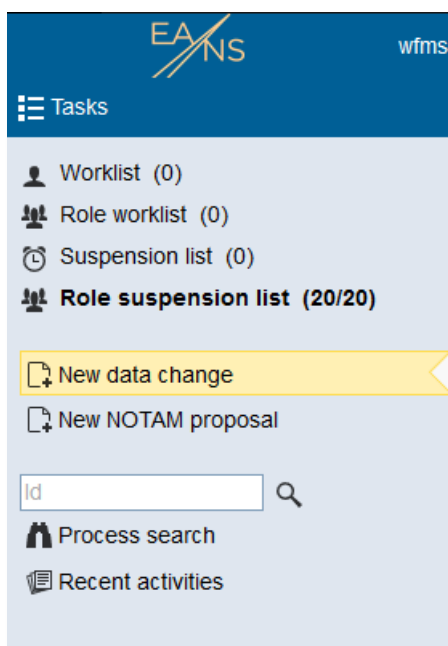 EANS
wfms
Tasks
Worklist (0)
Role worklist (0)
Suspension list (0)
Role suspension list (20/20)
New data change
New NOTAM proposal
Id
Process search
Recent activities